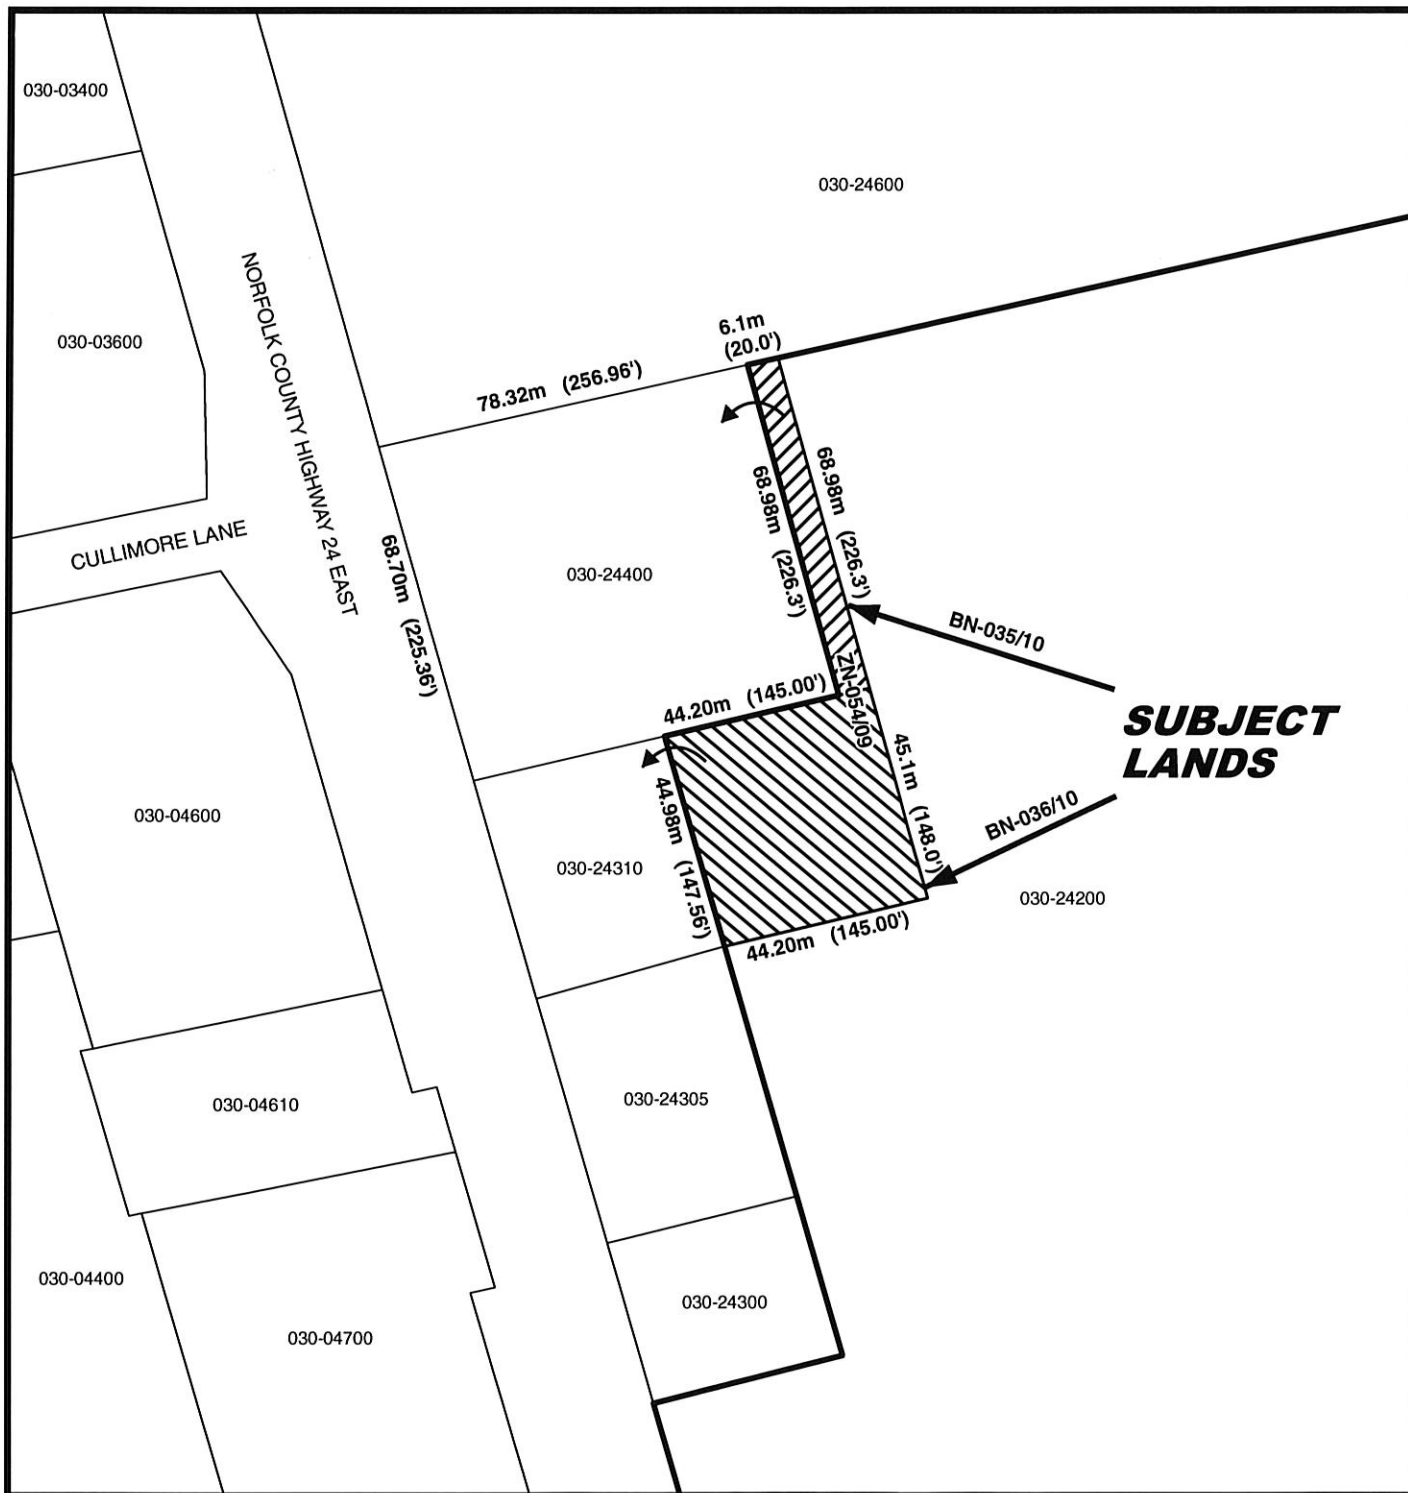 030-03400
030-24600
030-03600
NORFOLK COUNTY HIGHWAY 24 EAST
6.1m
(20.0')
78.32m (256.96')
68.98m (226.3')
68.98m (226.3')
CULLIMORE LANE
68.70m (225.36')
030-24400
BN-035/10
ZN-054/09
44.20m (145.00')
SUBJECT
LANDS
45.1m (148.0')
44.98m (147.56')
BN-036/10
030-04600
030-24310
030-24200
44.20m (145.00')
030-24305
030-04610
030-04400
030-24300
030-04700